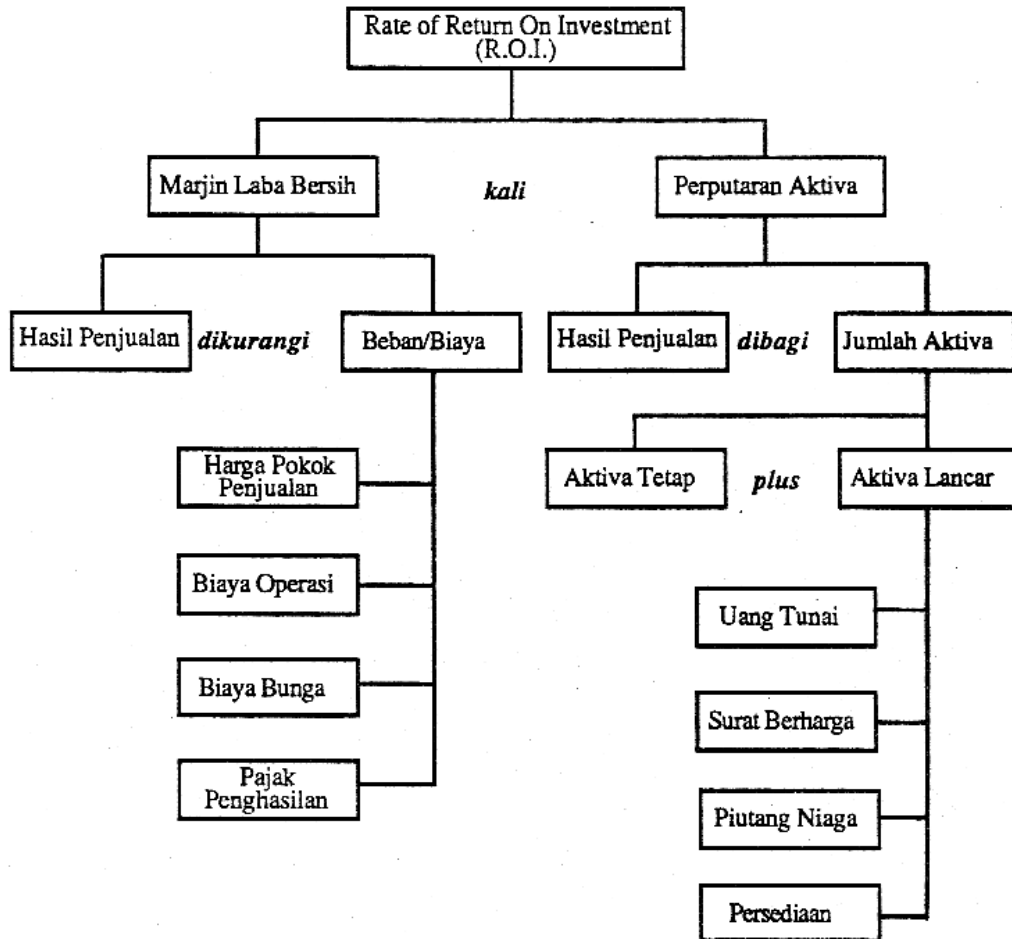 Rate of Return On Investment
(R.O.I.)
Marjin Laba Bersih
kali
Perputaran Aktiva
Hasil Penjualan
dikurangi
Beban/Biaya
Hasil Penjualan
dibagi
Jumlah Aktiva
Harga Pokok
Penjualan
Aktiva Tetap
plus
Aktiva Lancar
Biaya Operasi
Uang Tunai
Biaya Bunga
Surat Berharga
Pajak
Penghasilan
Piutang Niaga
Persediaan